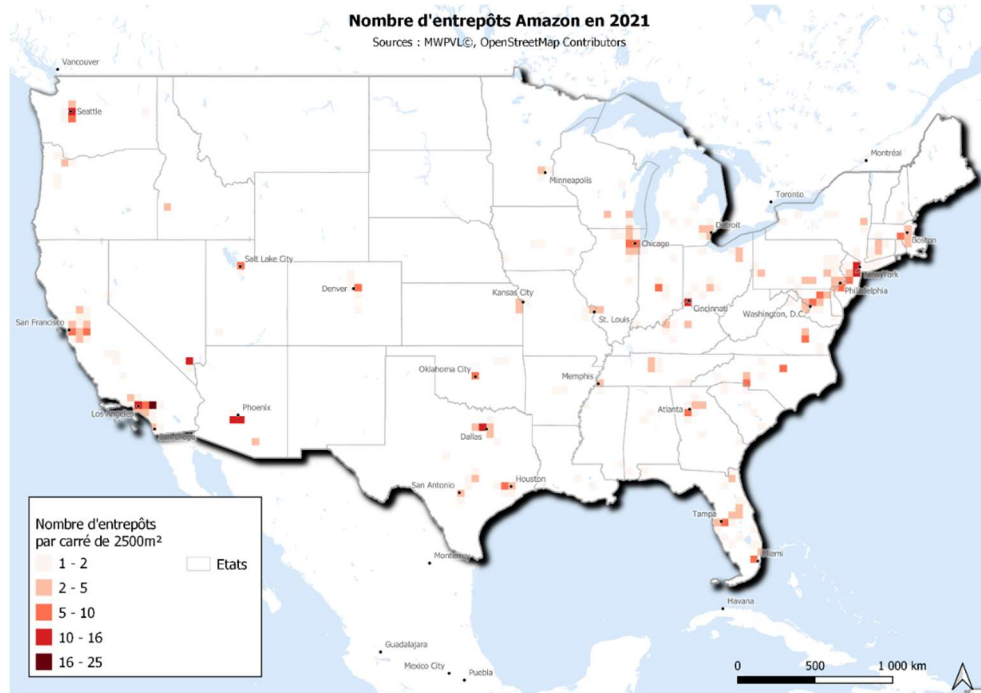 Nombre d'entrepôts Amazon en 2021
Sources : MWPVL©, OpenStreetMap Contributors
Vancouver
Seattle
Montréal
Minneapolis
Toronto
Detroit
Boston
Chicago
Salt Lake City
New York
Denver
Philadelphia
Kansas City
Cincinnati
San Francisco
St. Louis
Washington, D.C.
Oklahoma City
Memphis
Los Angeles
Phoenix
Atlanta
San Diego
Dallas
San Antonio
Houston
Tampa
Miami
Monterrey
Havana
Guadalajara
Mexico City
Puebla
Nombre d'entrepôts
par carré de 2500m²
1 - 2
Etats
2 - 5
5 - 10
10 - 16
16 - 25
0 500 1 000 km